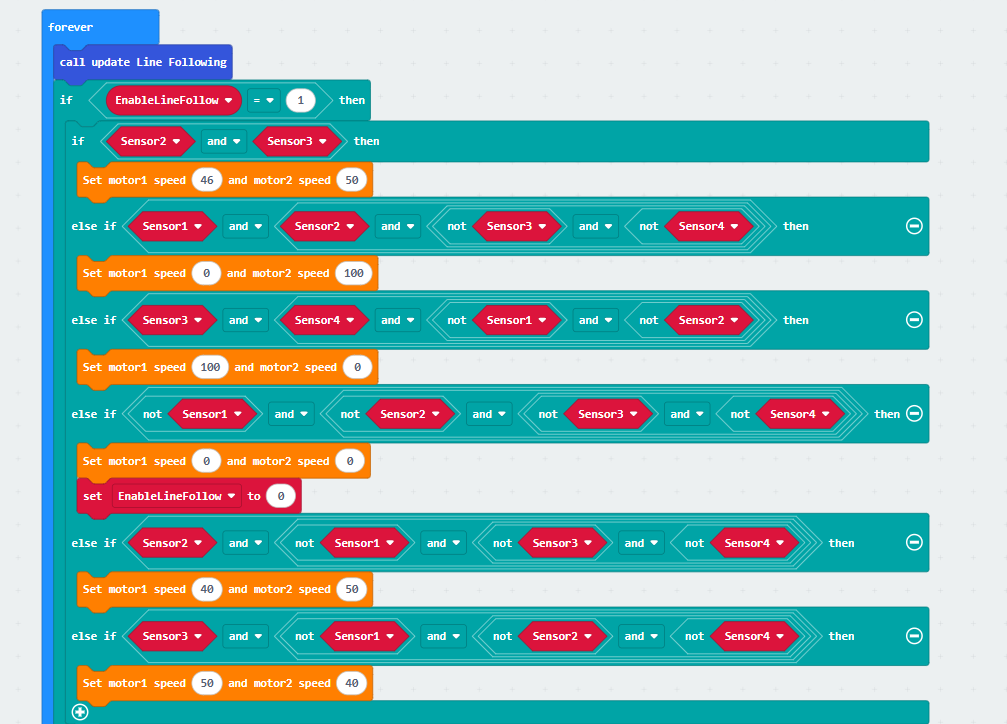 forever
call update Line Following
if EnableLineFollow = 1 then
if Sensor2 and Sensor3 then
Set motor1 speed 46 and motor2 speed 50
else if Sensor1 and Sensor2 and not Sensor3 and not Sensor4 then
Set motor1 speed 0 and motor2 speed 100
else if Sensor3 and Sensor4 and not Sensor1 and not Sensor2 then
Set motor1 speed 100 and motor2 speed 0
else if not Sensor1 and not Sensor2 and not Sensor3 and not Sensor4 then
Set motor1 speed 0 and motor2 speed 0
set EnableLineFollow to 0
else if Sensor2 and not Sensor1 and not Sensor3 and not Sensor4 then
Set motor1 speed 40 and motor2 speed 50
else if Sensor3 and not Sensor1 and not Sensor2 and not Sensor4 then
Set motor1 speed 50 and motor2 speed 40